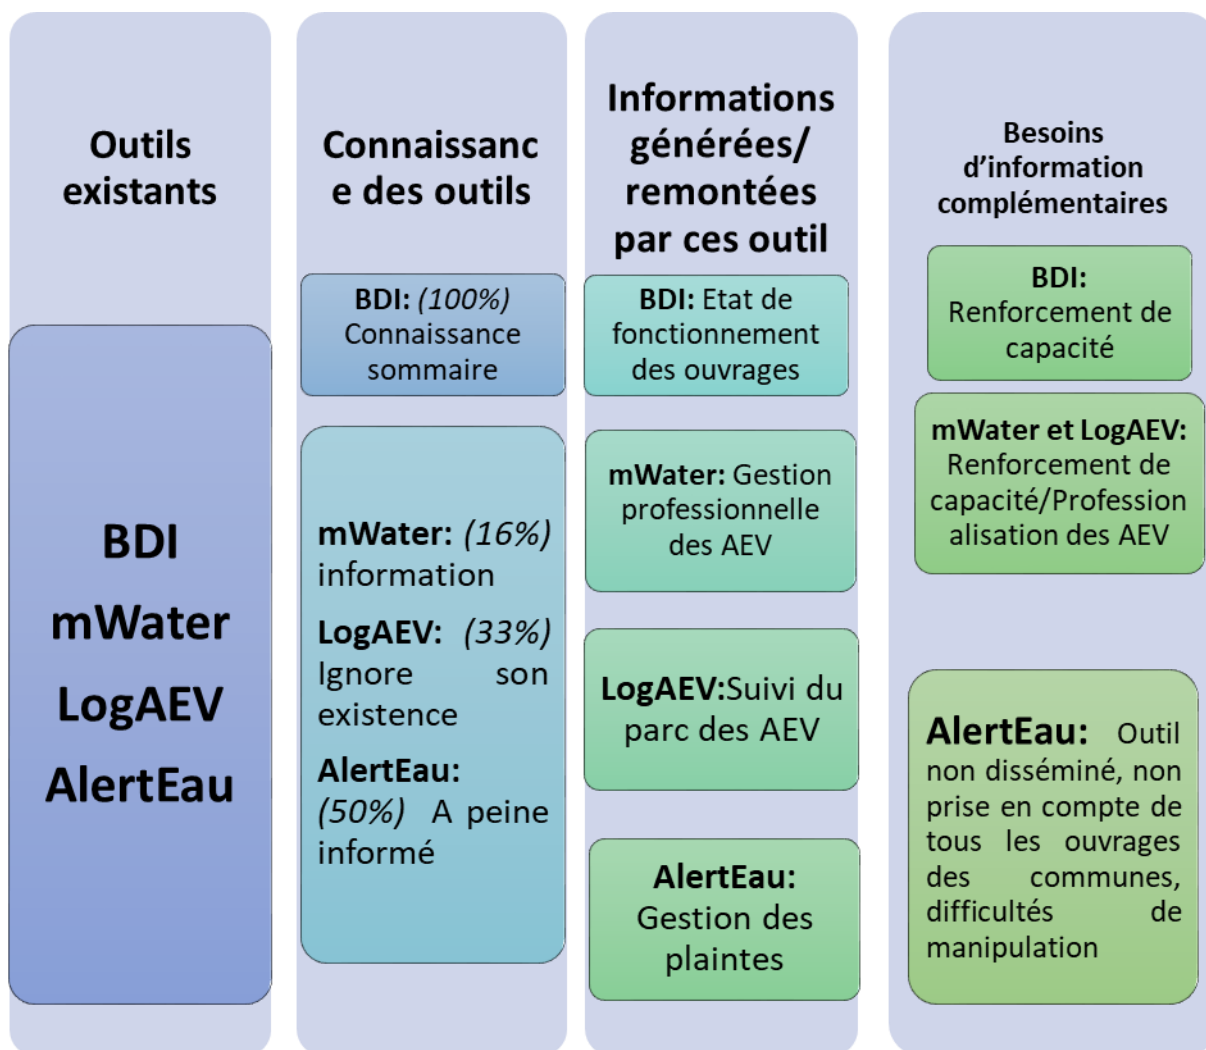 Outils
existants
BDI
mWater
LogAEV
AlertEau
Connaissanc
e des outils
BDI: (100%)
Connaissance
sommaire
mWater: (16%)
information
LogAEV: (33%)
Ignore son
existence
AlertEau:
(50%) A peine
informé
Informations
générées/
remontées
par ces outil
BDI: Etat de
fonctionnement
des ouvrages
mWater: Gestion
professionnelle
des AEV
LogAEV:Suivi du
parc des AEV
AlertEau:
Gestion des
plaintes
Besoins
d’information
complémentaires
BDI:
Renforcement de
capacité
mWater et LogAEV:
Renforcement de
capacité/Profession
alisation des AEV
AlertEau: Outil
non disséminé, non
prise en compte de
tous les ouvrages
des communes,
difficultés de
manipulation